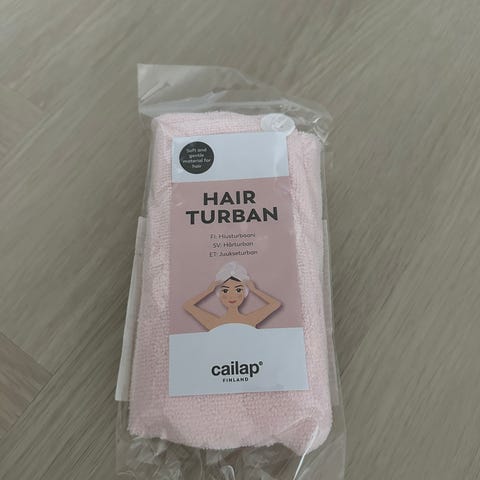 Soft and
gentle
material for
hair
HAIR
TURBAN
FI: Hiusturbaani
SV: Hårturban
ET: Juukseturban
cailap®
FINLAND